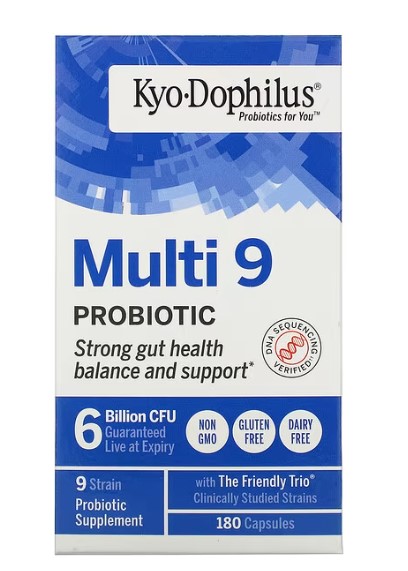 Kyo·Dophilus®
Probiotics for You™
Multi 9
PROBIOTIC
Strong gut health
balance and support*
DNA SEQUENCING
VERIFIED††
6 Billion CFU
Guaranteed
Live at Expiry
NON
GMO
GLUTEN
FREE
DAIRY
FREE
9 Strain
Probiotic
Supplement
with The Friendly Trio®
Clinically Studied Strains
180 Capsules